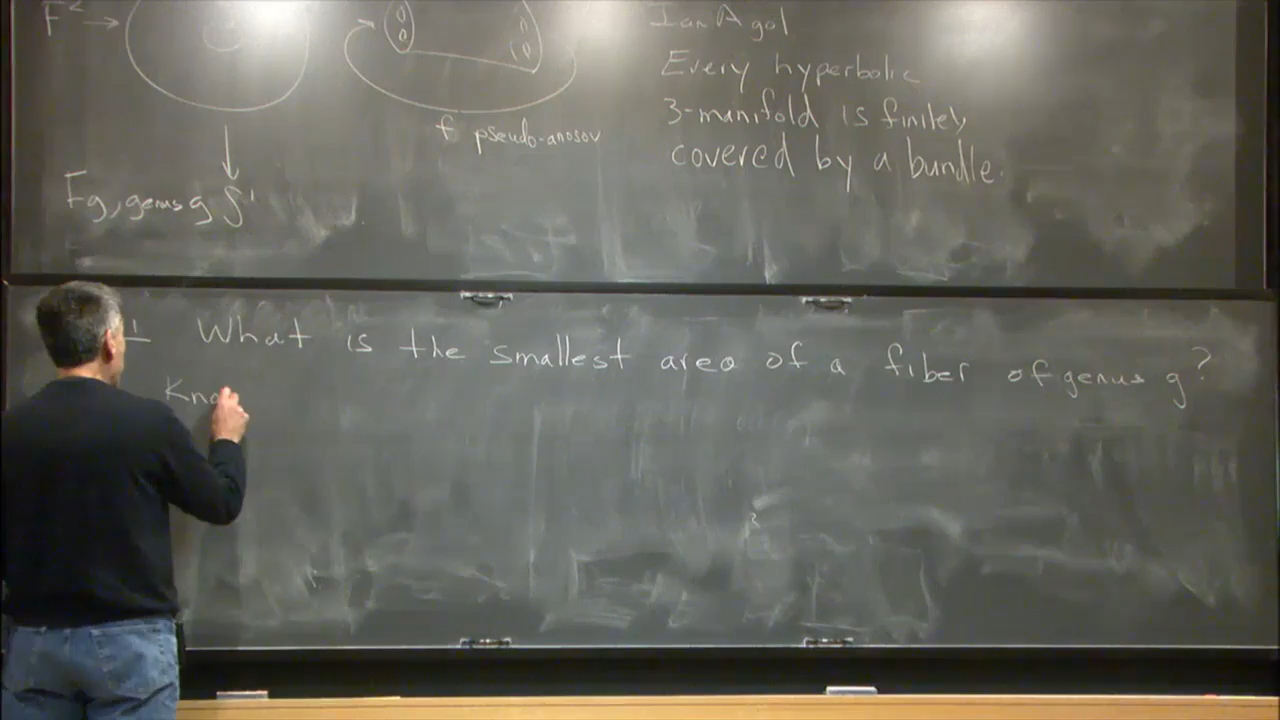 F² →
f pseudo-anosov
Fg, genus g S¹
Ian Agol
Every hyperbolic
3-manifold is finitely
covered by a bundle.
1 What is the smallest area of a fiber of genus g?
Kno